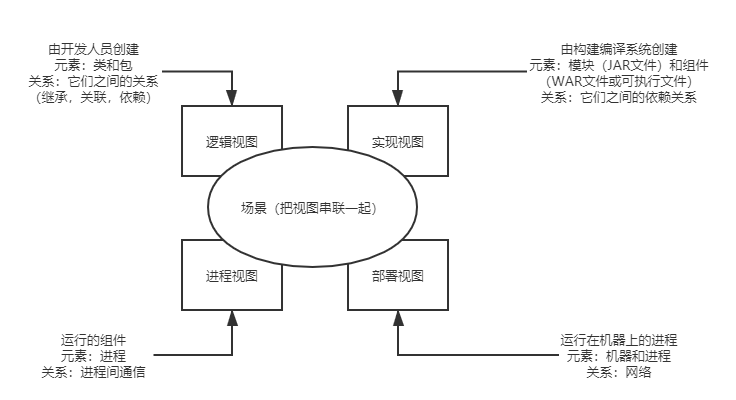 由开发人员创建
元素：类和包
关系：它们之间的关系
（继承，关联，依赖）
由构建编译系统创建
元素：模块（JAR文件）和组件
（WAR文件或可执行文件）
关系：它们之间的依赖关系
逻辑视图
实现视图
场景（把视图串联一起）
进程视图
部署视图
运行的组件
元素：进程
关系：进程间通信
运行在机器上的进程
元素：机器和进程
关系：网络